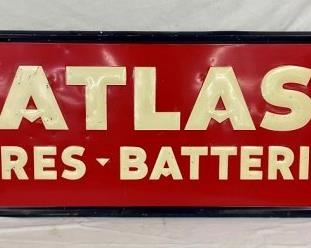 ATLAS
RES - BATTERI